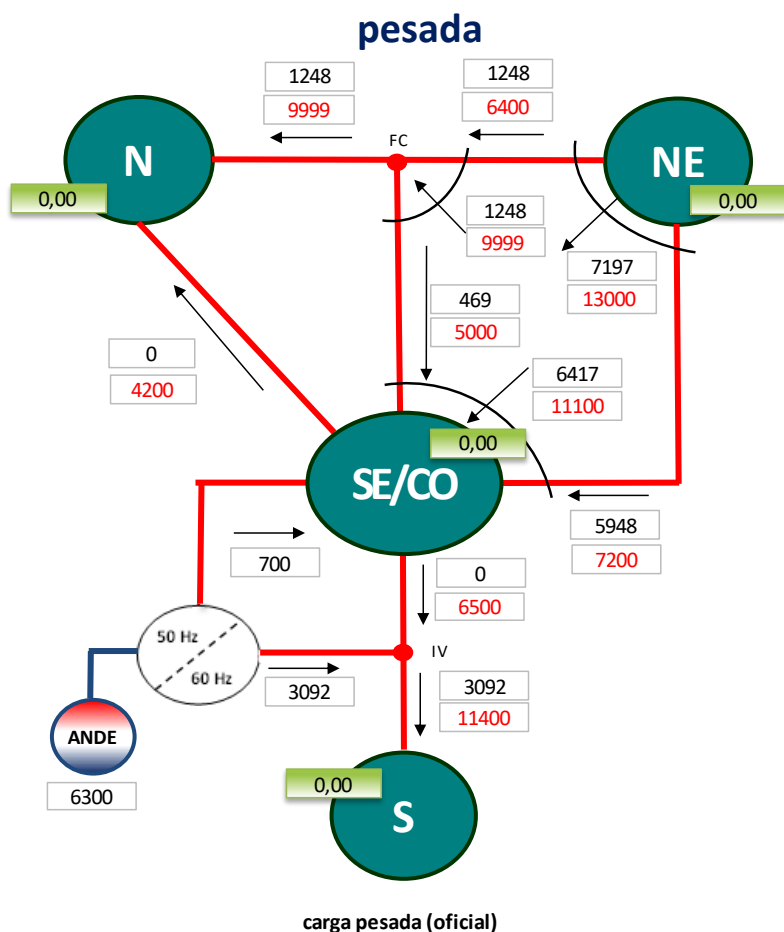 pesada
1248
9999
1248
6400
FC
N
NE
0,00
0,00
1248
9999
7197
13000
469
5000
0
4200
6417
11100
0,00
SE/CO
5948
7200
700
0
6500
50 Hz
60 Hz
IV
3092
3092
11400
ANDE
6300
0,00
S
carga pesada (oficial)